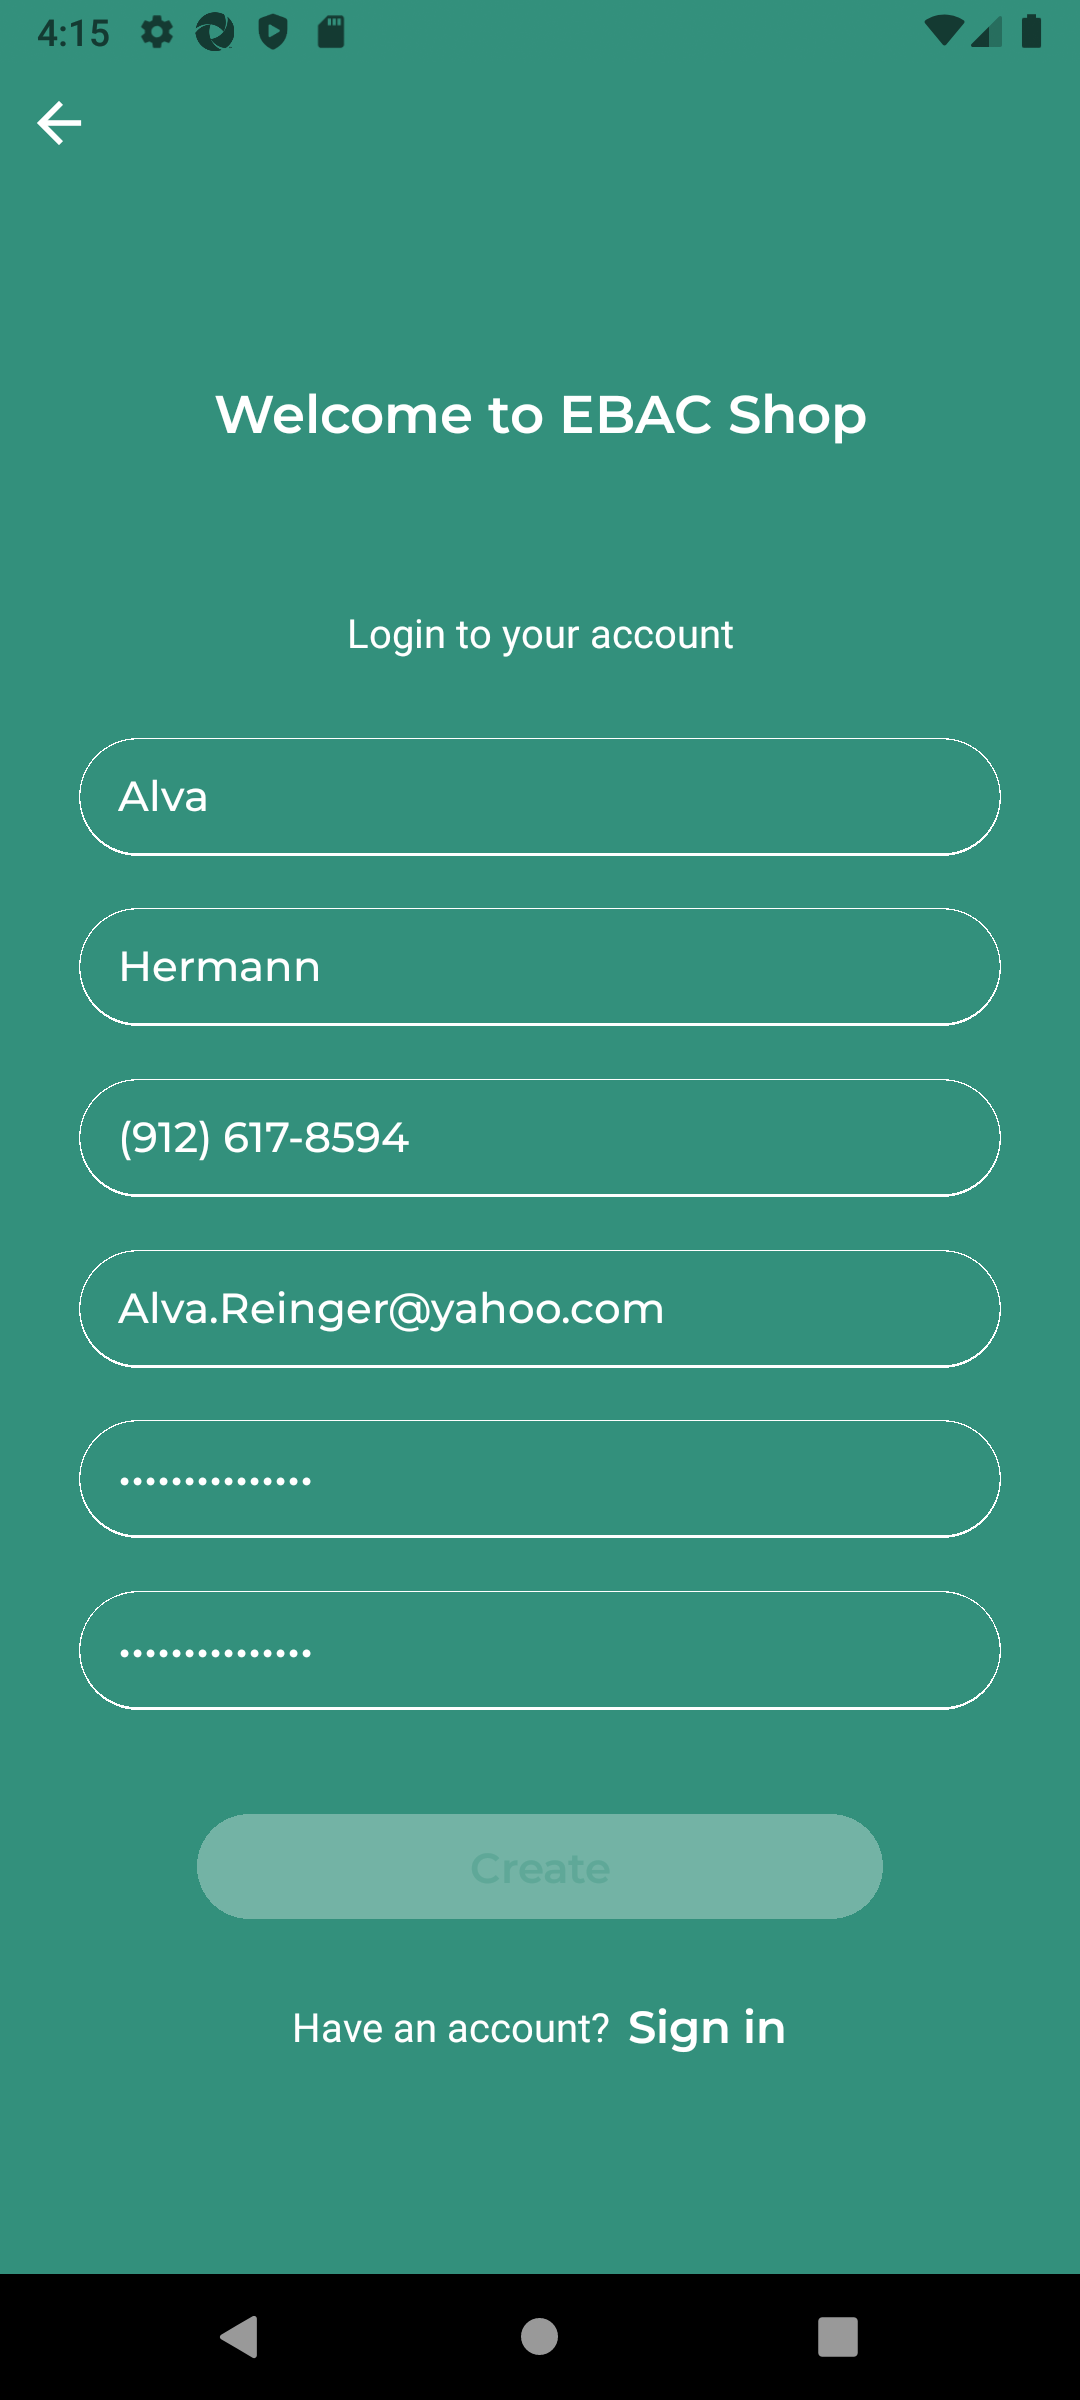 4:15
Welcome to EBAC Shop
Login to your account
Alva
Hermann
(912) 617-8594
Alva.Reinger@yahoo.com
•••••••••••••••
•••••••••••••••
Create
Have an account? Sign in